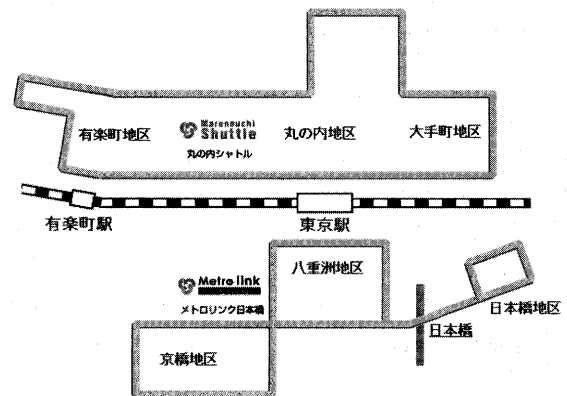 有楽町地区
Marunouchi
Shuttle
丸の内シャトル
丸の内地区
大手町地区
有楽町駅
東京駅
八重洲地区
Metro link
メトロリンク日本橋
日本橋地区
日本橋
京橋地区